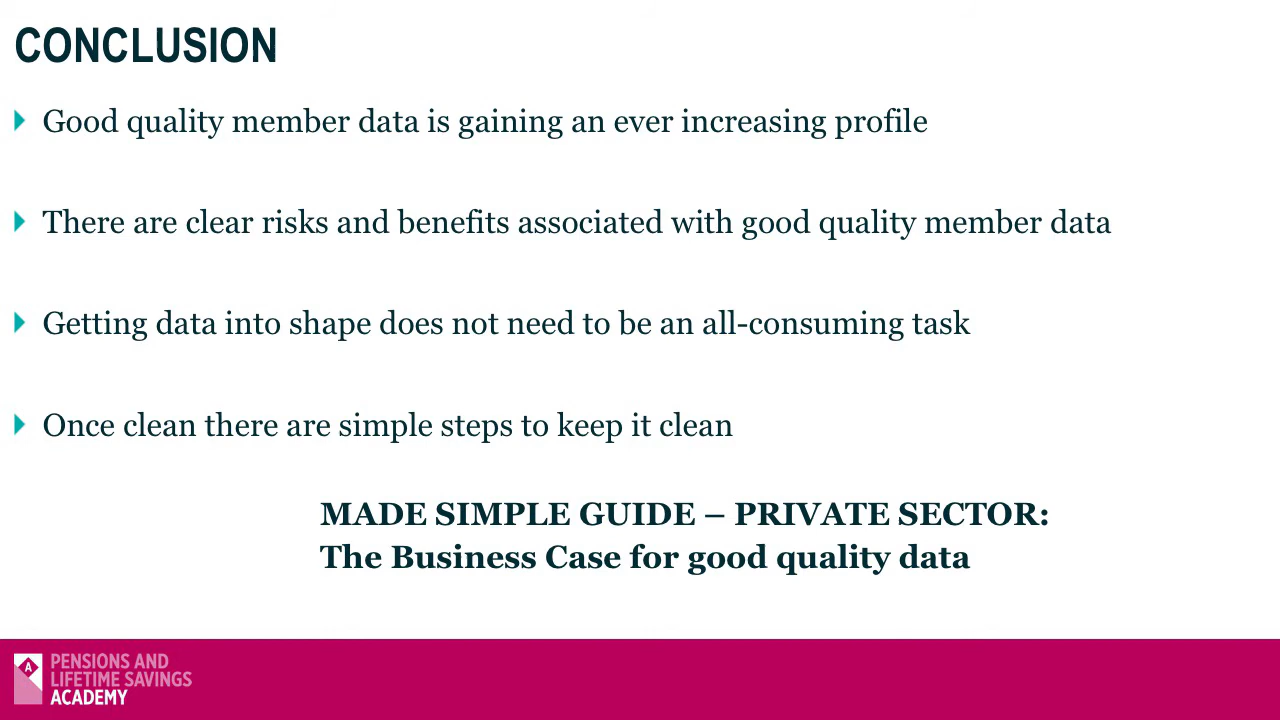 CONCLUSION
Good quality member data is gaining an ever increasing profile
There are clear risks and benefits associated with good quality member data
Getting data into shape does not need to be an all-consuming task
Once clean there are simple steps to keep it clean
MADE SIMPLE GUIDE – PRIVATE SECTOR:
The Business Case for good quality data
A
PENSIONS AND
LIFETIME SAVINGS
ACADEMY